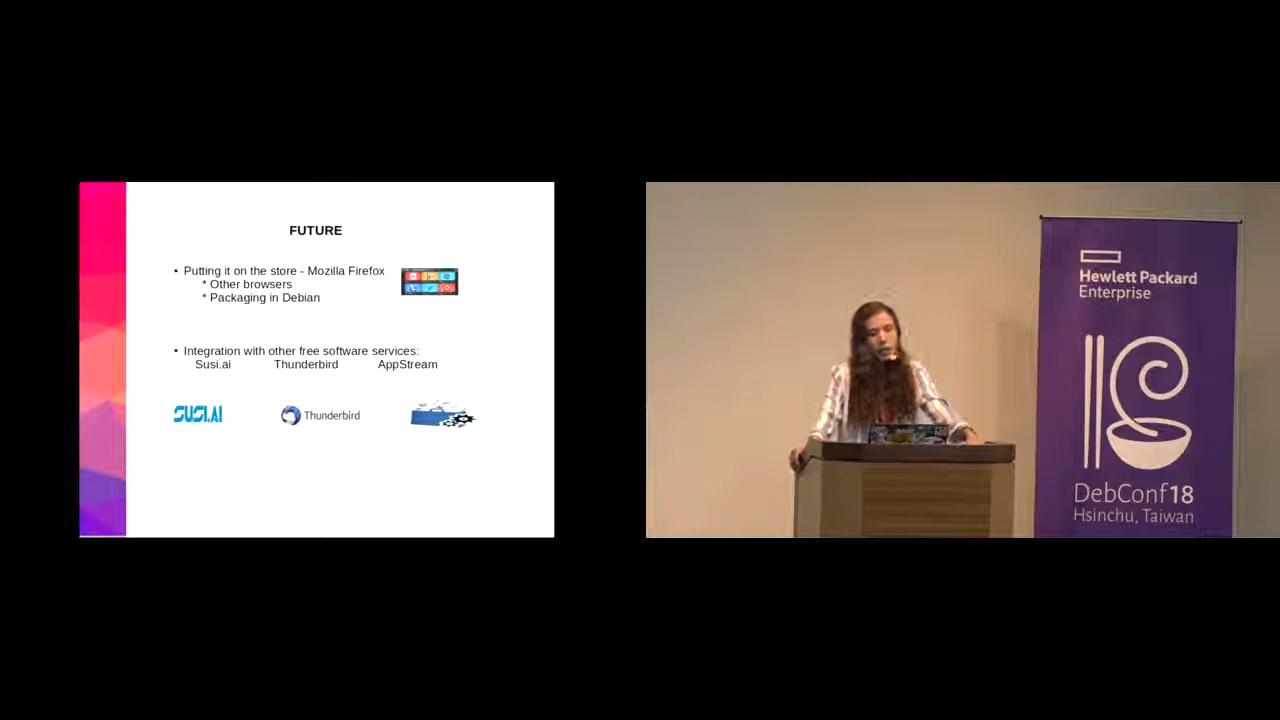 FUTURE
• Putting it on the store - Mozilla Firefox
* Other browsers
* Packaging in Debian
• Integration with other free software services:
Susi.ai Thunderbird AppStream
SUSI.AI Thunderbird
Hewlett Packard
Enterprise
DebConf18
Hsinchu, Taiwan